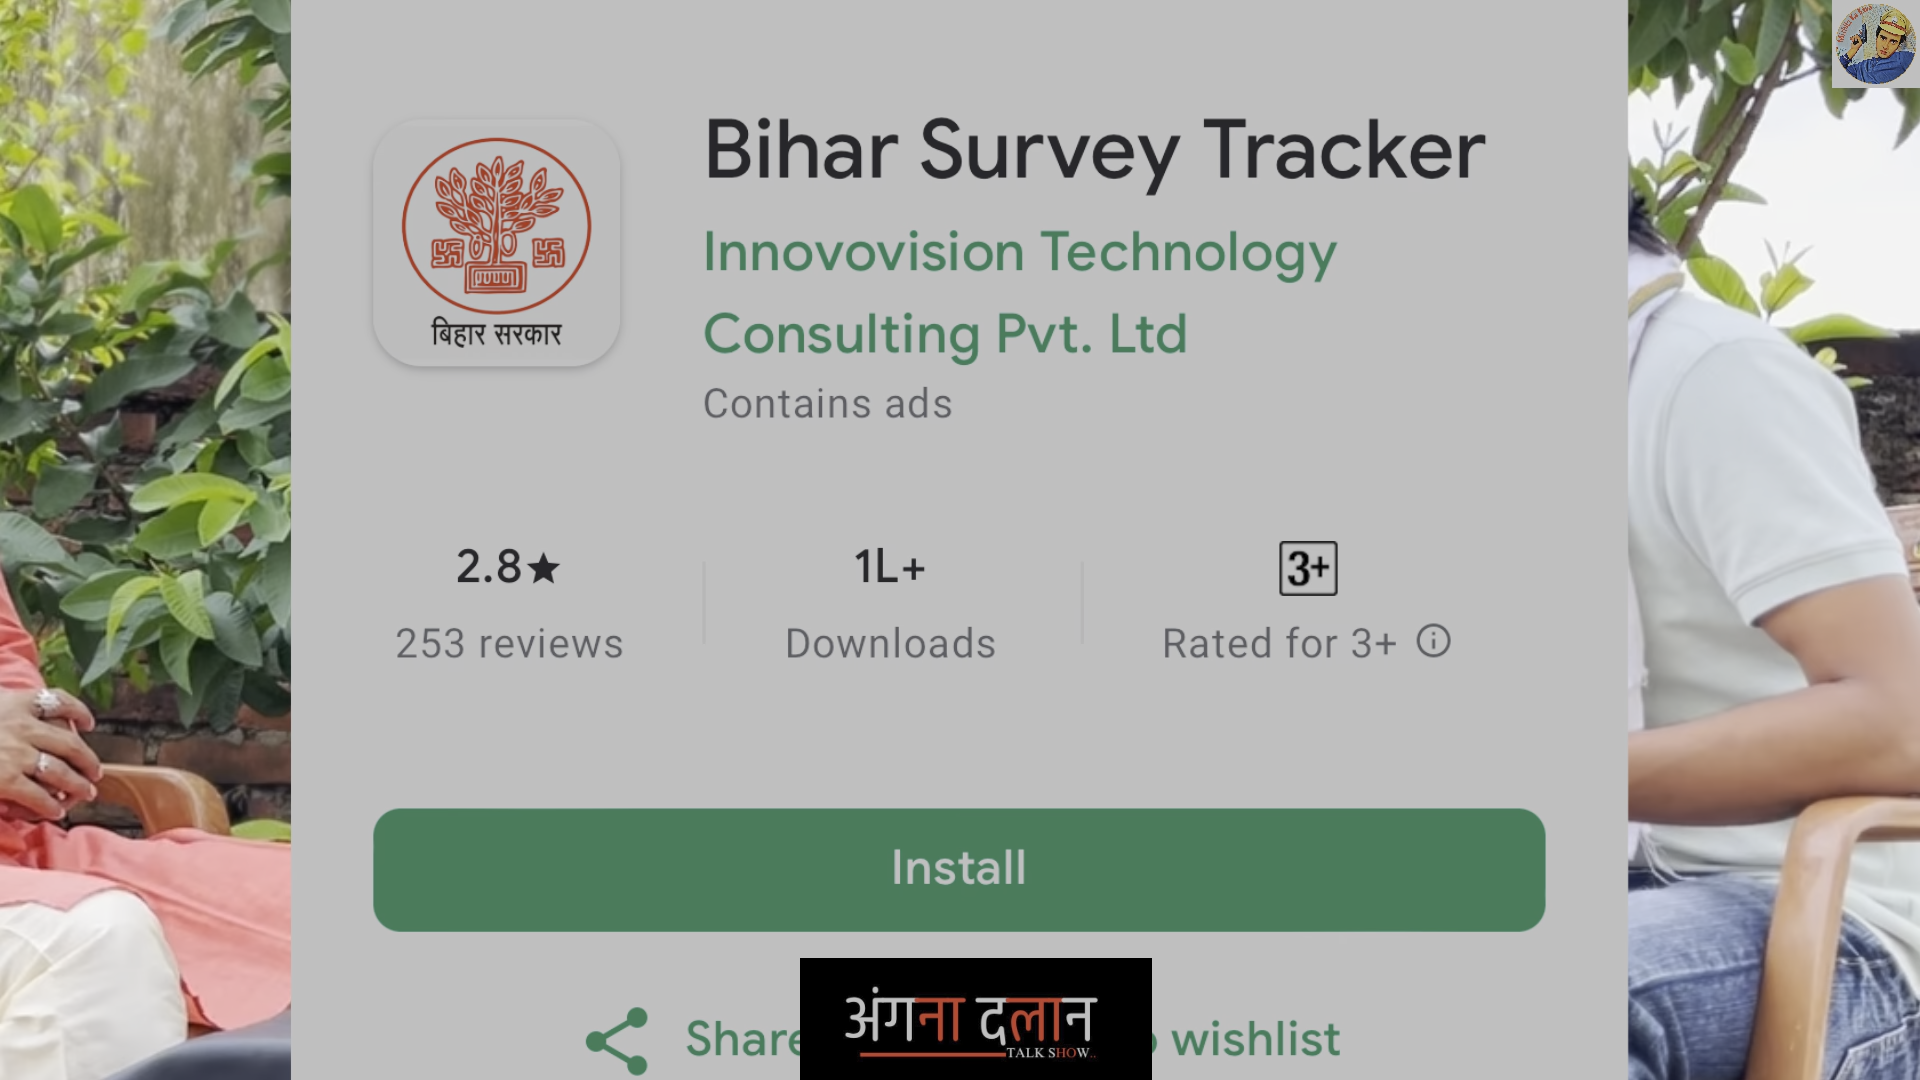 Bihar Survey Tracker
Innovovision Technology
Consulting Pvt. Ltd
Contains ads
बिहार सरकार
2.8★
253 reviews
1L+
Downloads
3+
Rated for 3+
Install
Share
wishlist
अंगना दलान
TALK SHOW..